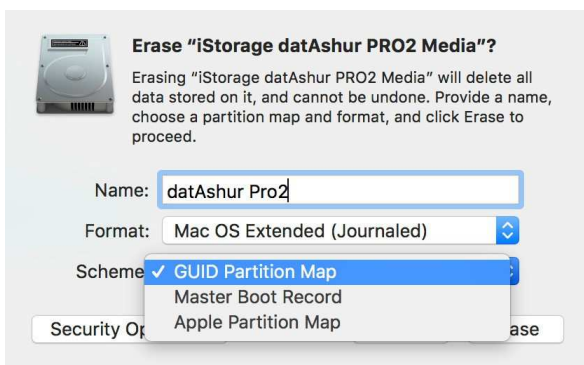 Erase “iStorage datAshur PRO2 Media”?
Erasing “iStorage datAshur PRO2 Media” will delete all
data stored on it, and cannot be undone. Provide a name,
choose a partition map and format, and click Erase to
proceed.
Name: datAshur Pro2
Format: Mac OS Extended (Journaled)
Scheme ✓ GUID Partition Map
Master Boot Record
Apple Partition Map
Security Op
ase